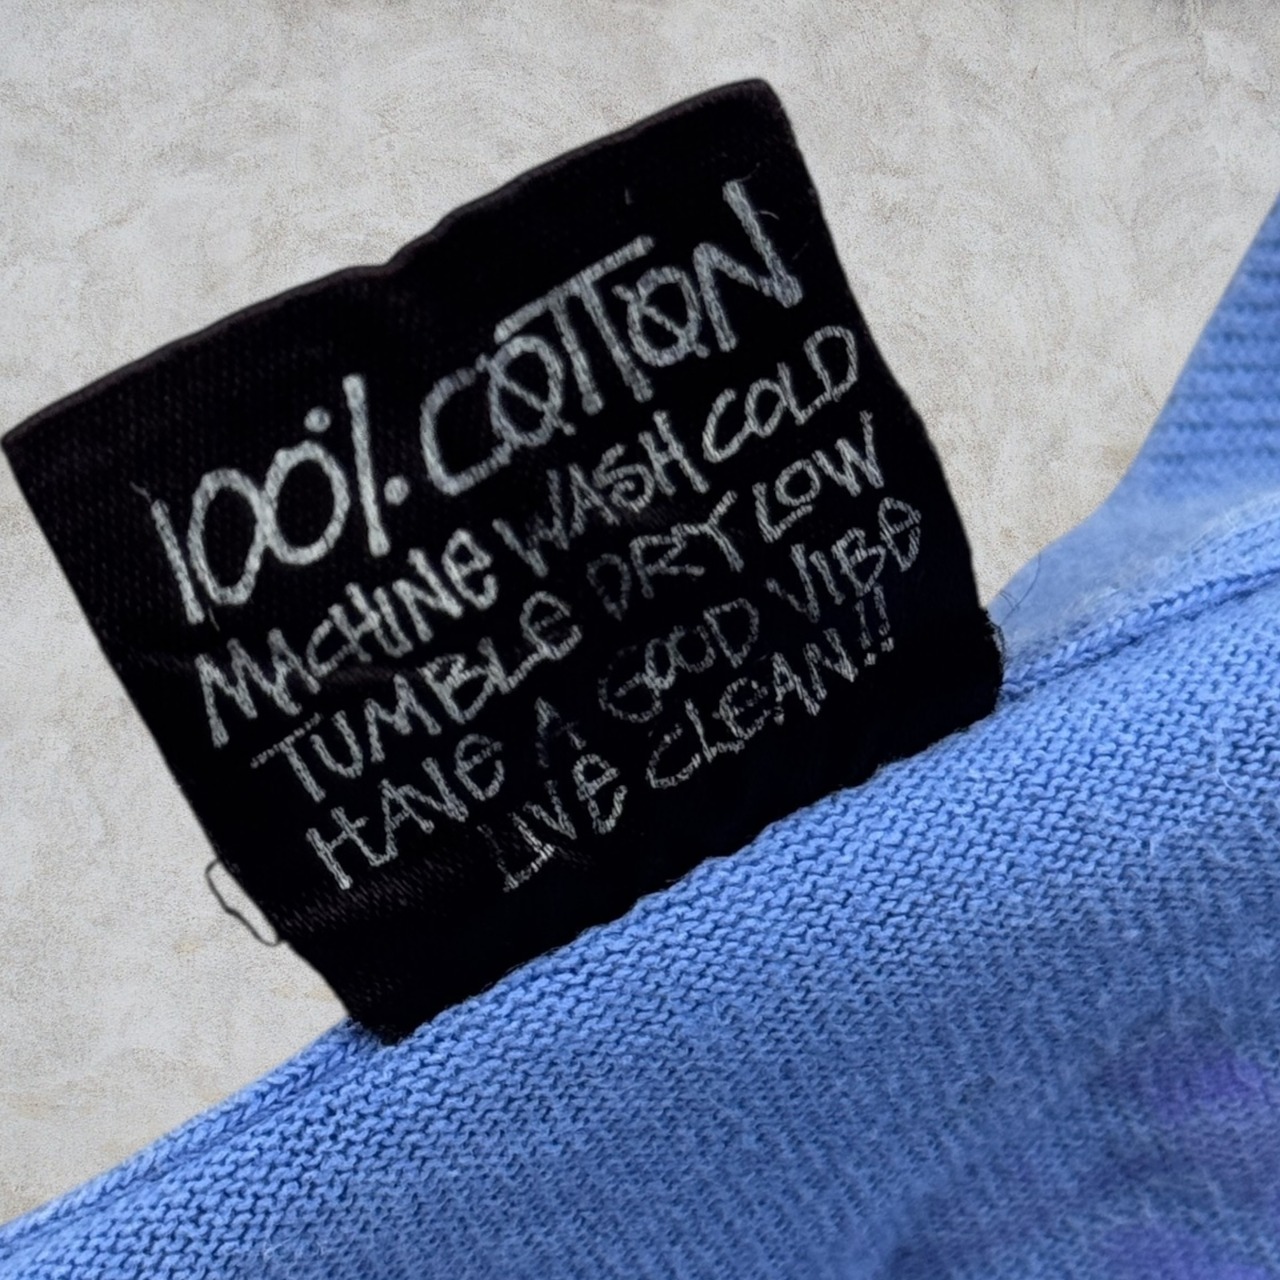 100% COTTON
MACHINE WASH COLD
TUMBLE DRY LOW
HAVE A GOOD VIBE
LIVE CLEAN!!